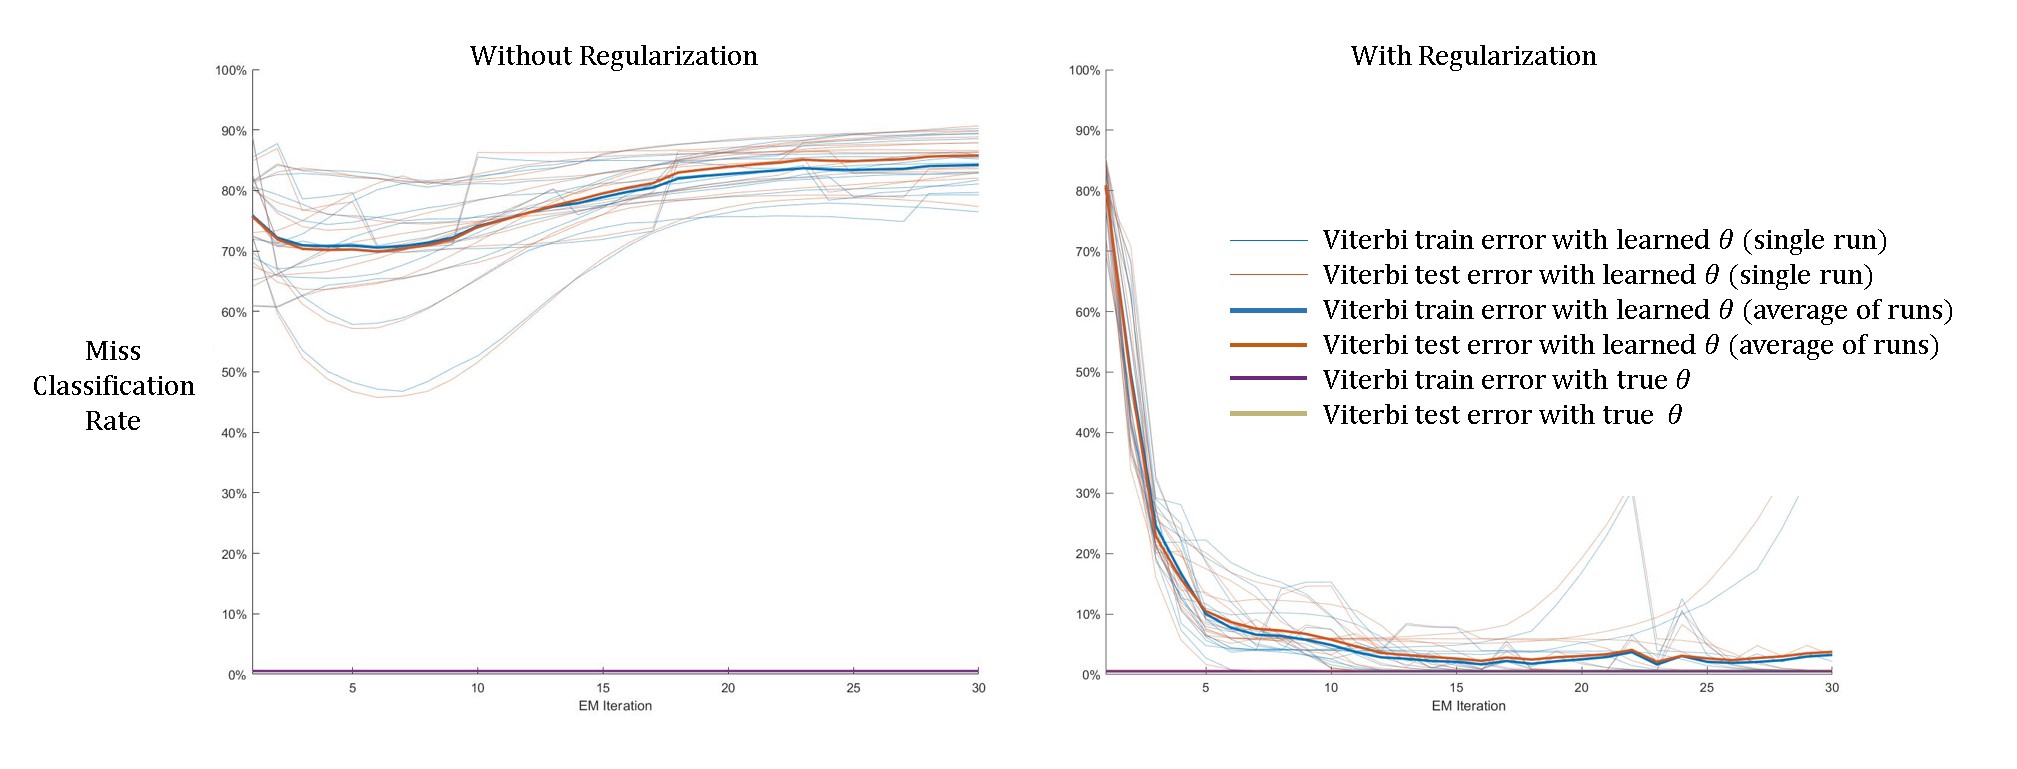 Without Regularization
100%
90%
80%
70%
60%
50%
40%
30%
20%
10%
0%
5
10
15
20
25
30
EM Iteration
Miss
Classification
Rate
With Regularization
100%
90%
80%
70%
60%
50%
40%
30%
20%
10%
0%
5
10
15
20
25
30
EM Iteration
Viterbi train error with learned θ (single run)
Viterbi test error with learned θ (single run)
Viterbi train error with learned θ (average of runs)
Viterbi test error with learned θ (average of runs)
Viterbi train error with true θ
Viterbi test error with true θ